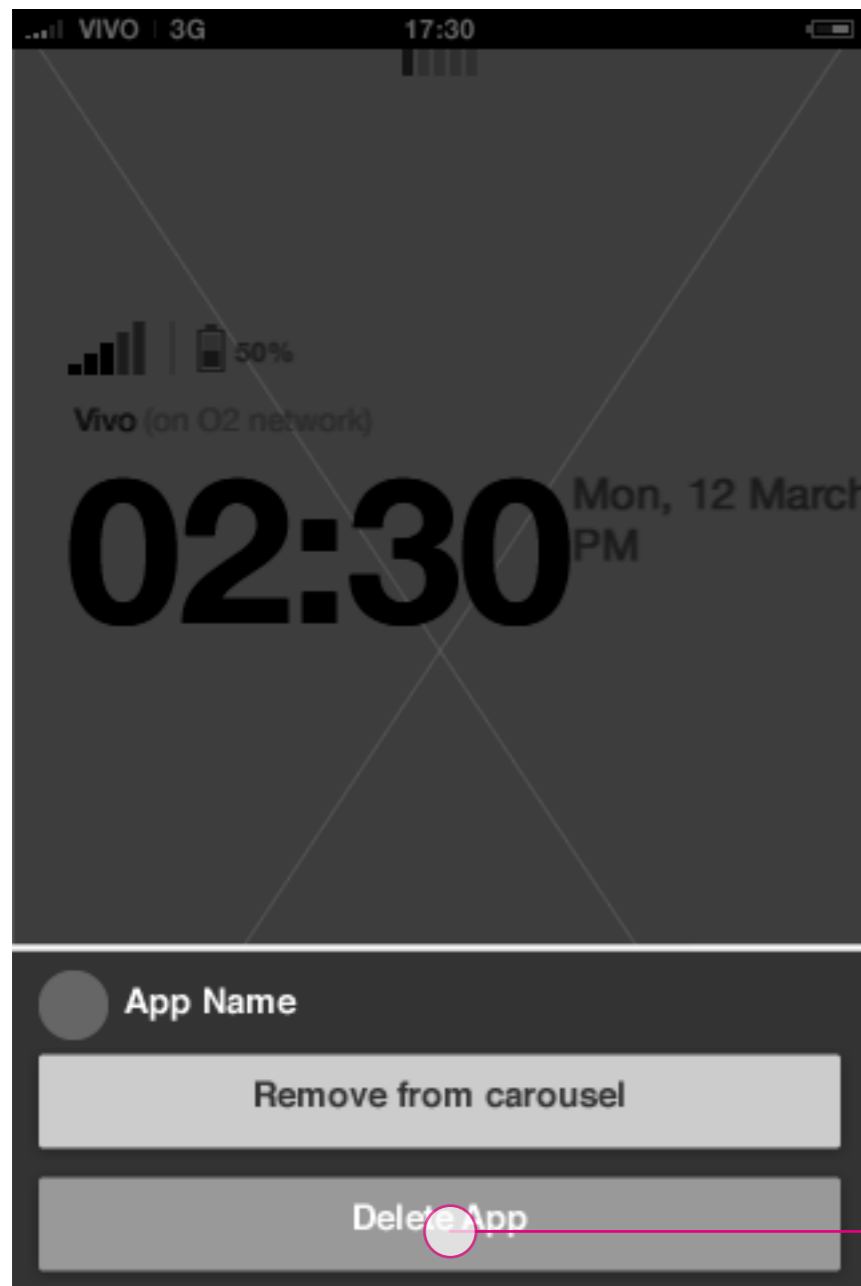 VIVO 3G 17:30
50%
Vivo (on O2 network)
02:30
Mon, 12 March
PM
App Name
Remove from carousel
Delete App